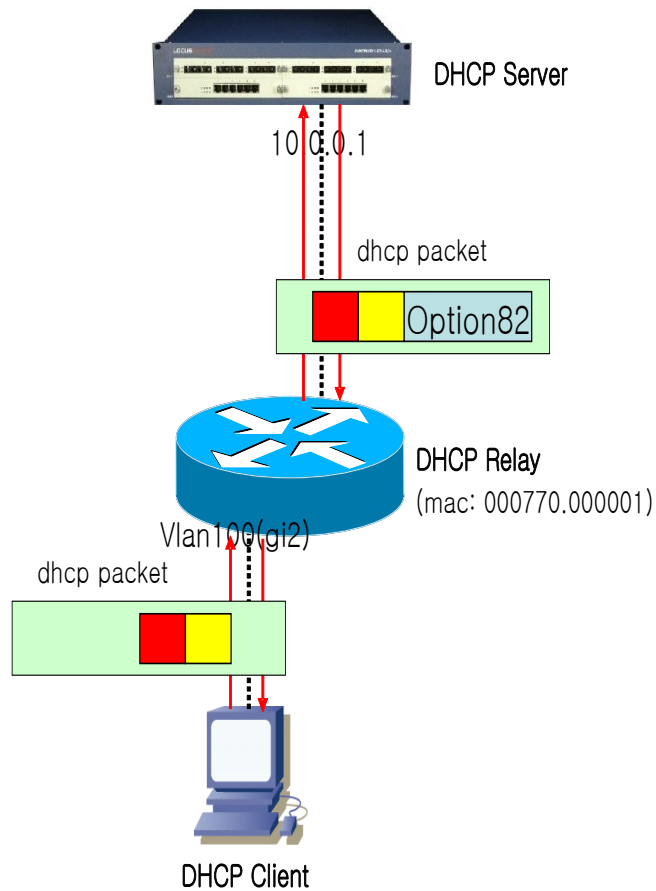 LOCUS
DHCP Server
10.0.0.1
dhcp packet
Option82
DHCP Relay
(mac: 000770.000001)
Vlan100(gi2)
dhcp packet
DHCP Client